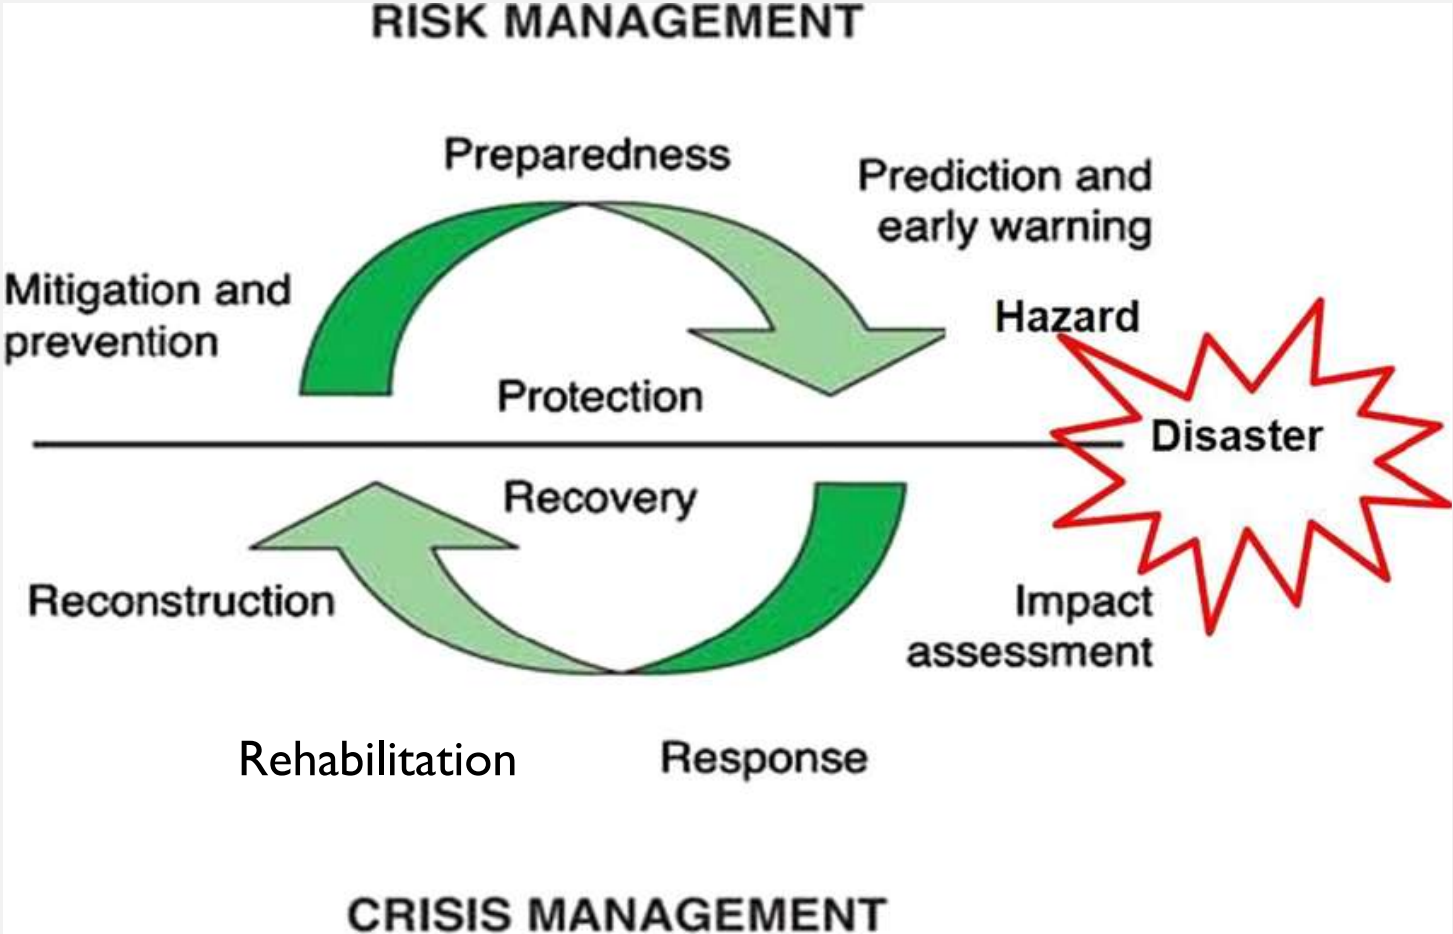 RISK MANAGEMENT
Preparedness
Prediction and
early warning
Mitigation and
prevention
Hazard
Protection
Disaster
Recovery
Reconstruction
Impact
assessment
Rehabilitation
Response
CRISIS MANAGEMENT